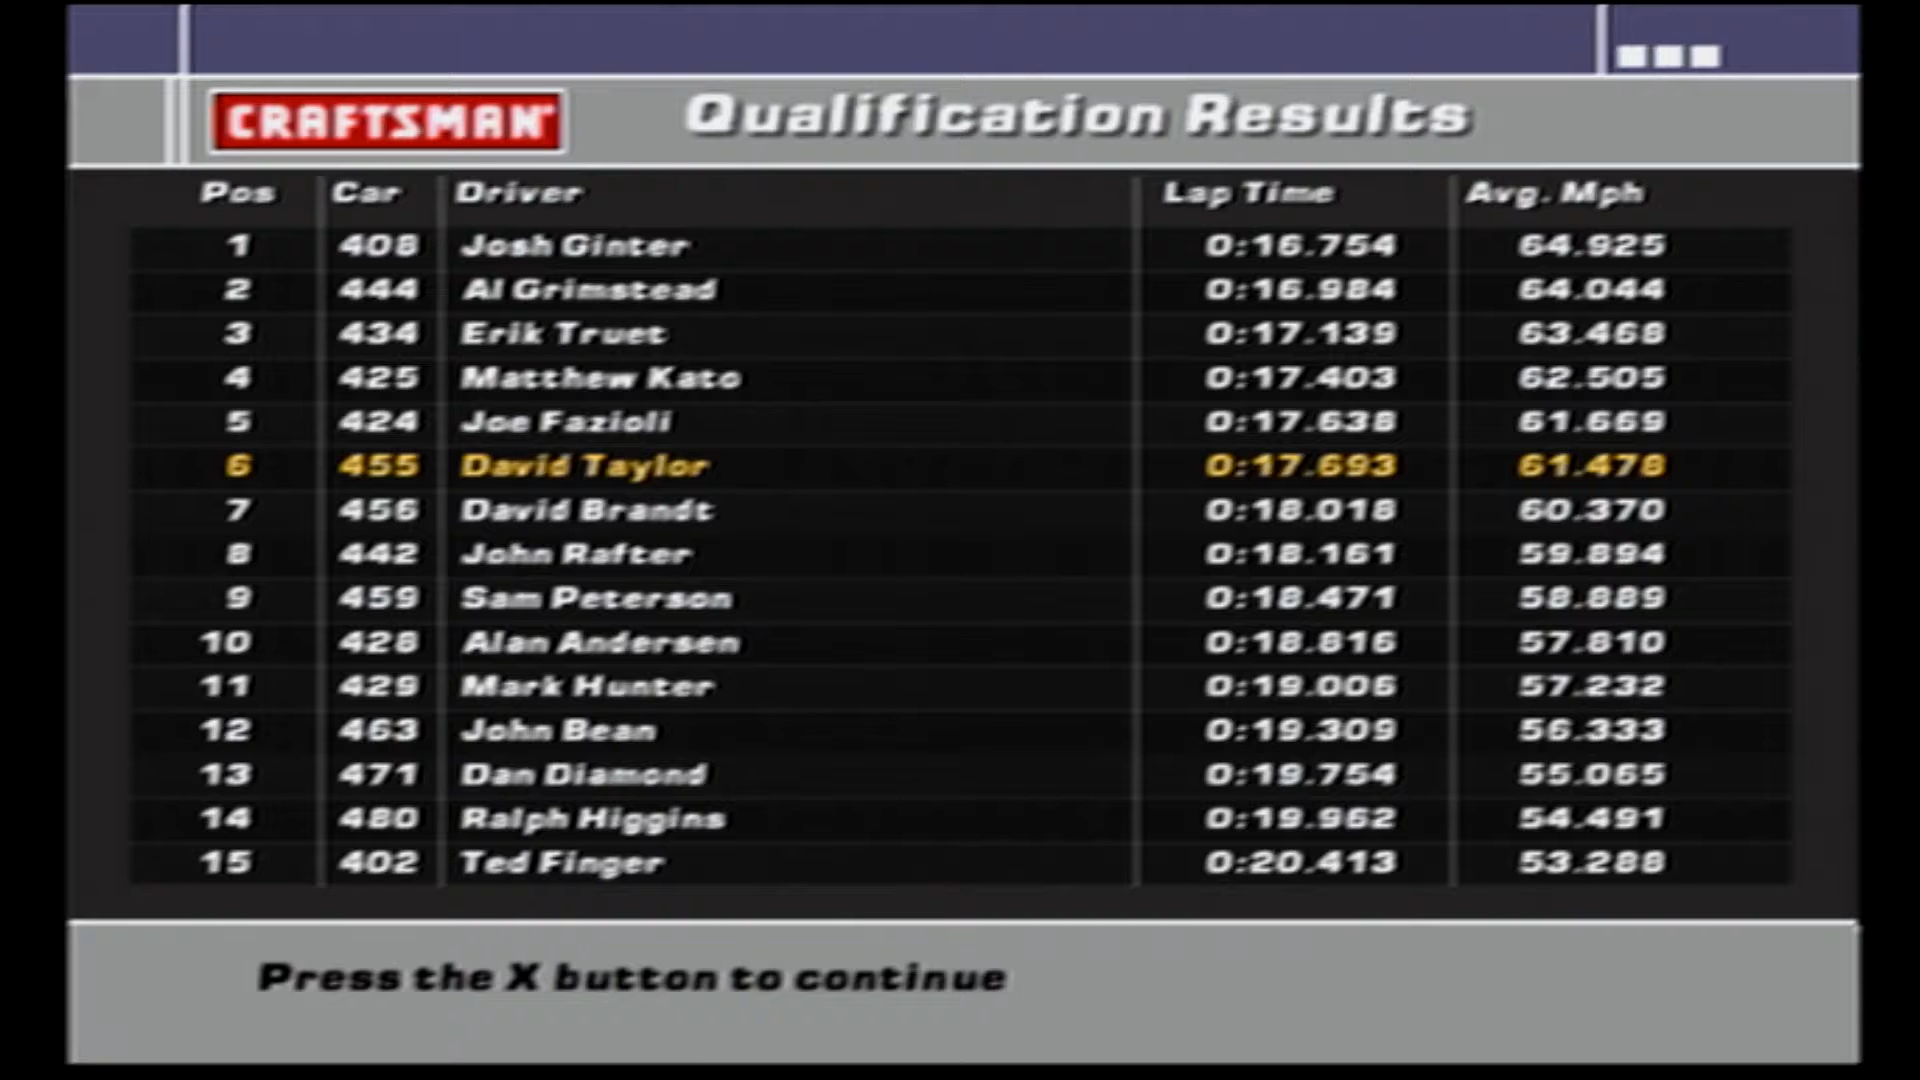 CRAFTSMAN Qualification Results
Pos Car Driver Lap Time Avg. Mph
1 408 Josh Ginter 0:16.754 64.925
2 444 Al Grimstead 0:16.984 64.044
3 434 Erik Truet 0:17.139 63.468
4 425 Matthew Kato 0:17.403 62.505
5 424 Joe Fazioli 0:17.638 61.669
6 455 David Taylor 0:17.693 61.478
7 456 David Brandt 0:18.018 60.370
8 442 John Rafter 0:18.161 59.894
9 459 Sam Peterson 0:18.471 58.889
10 428 Alan Andersen 0:18.816 57.810
11 429 Mark Hunter 0:19.006 57.232
12 463 John Bean 0:19.309 56.333
13 471 Dan Diamond 0:19.754 55.065
14 480 Ralph Higgins 0:19.962 54.491
15 402 Ted Finger 0:20.413 53.288
Press the X button to continue